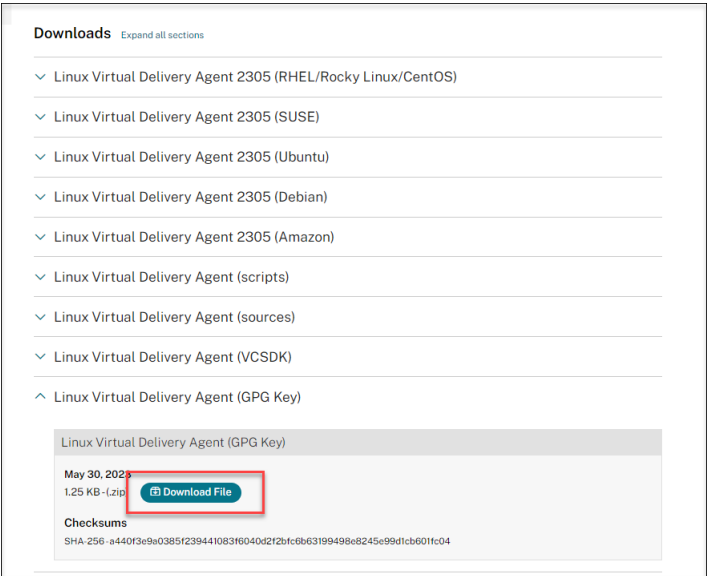 Downloads Expand all sections
Linux Virtual Delivery Agent 2305 (RHEL/Rocky Linux/CentOS)
Linux Virtual Delivery Agent 2305 (SUSE)
Linux Virtual Delivery Agent 2305 (Ubuntu)
Linux Virtual Delivery Agent 2305 (Debian)
Linux Virtual Delivery Agent 2305 (Amazon)
Linux Virtual Delivery Agent (scripts)
Linux Virtual Delivery Agent (sources)
Linux Virtual Delivery Agent (VCSDK)
Linux Virtual Delivery Agent (GPG Key)
Linux Virtual Delivery Agent (GPG Key)
May 30, 2023
1.25 KB - (.zip Download File
Checksums
SHA-256 - a440f3e9a0385f239441083f6040d2f2bfc6b63199498e8245e99d1cb601fc04